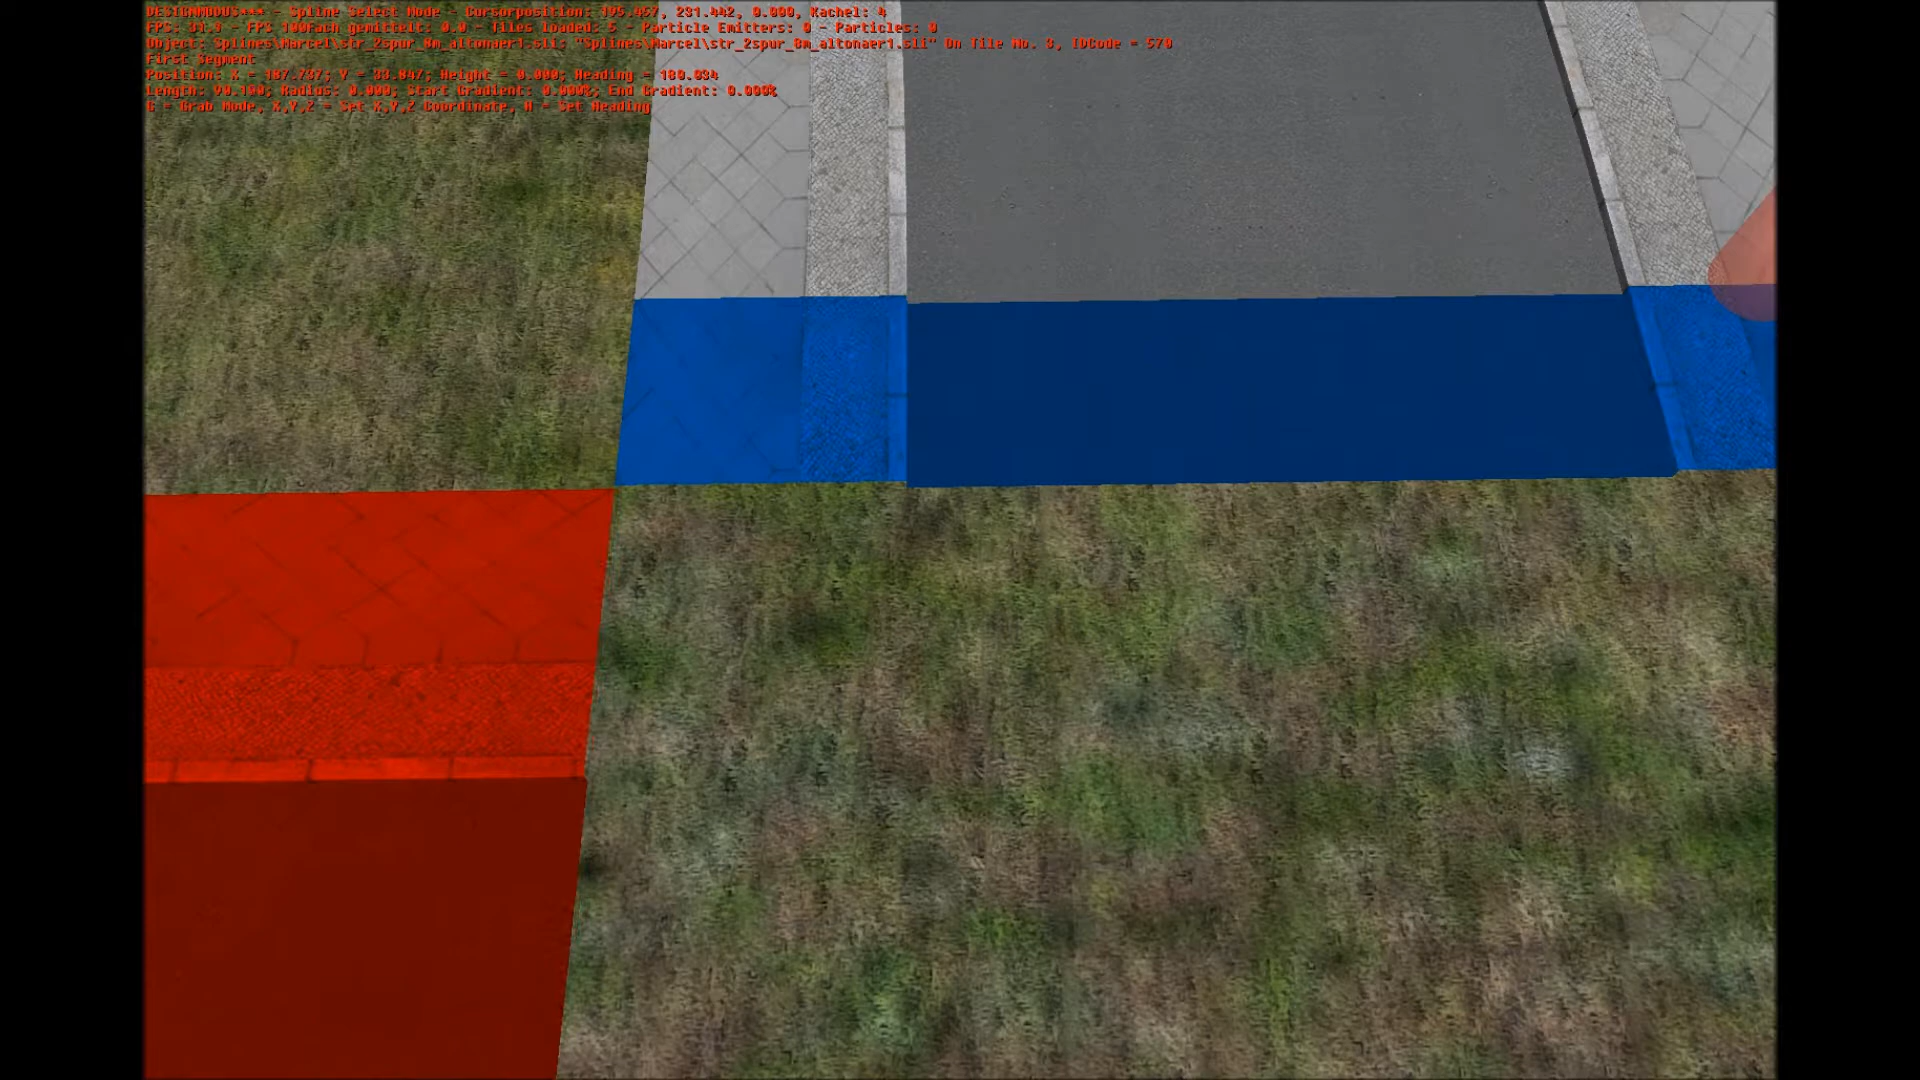 DESIGNMODUS*** - Spline Select Mode - Cursorposition: 195.457, 231.442, 0.000, Kachel: 4
FPS: 31.3 - FPS 100fach gemittelt: 0.0 - Tiles loaded: 5 - Particle Emitters: 0 - Particles: 0
Object: Splines\Marcel\str_2spur_8m_altonaer1.sli: "Splines\Marcel\str_2spur_8m_altonaer1.sli" On Tile No. 3, IDCode = 570
First Segment
Position: X = 187.737; Y = 33.847; Height = 0.000; Heading = 180.034
Length: 90.190; Radius: 0.000; Start Gradient: 0.000%; End Gradient: 0.000%
G = Grab Mode, X,Y,Z = Set X,Y,Z Coordinate, H = Set Heading